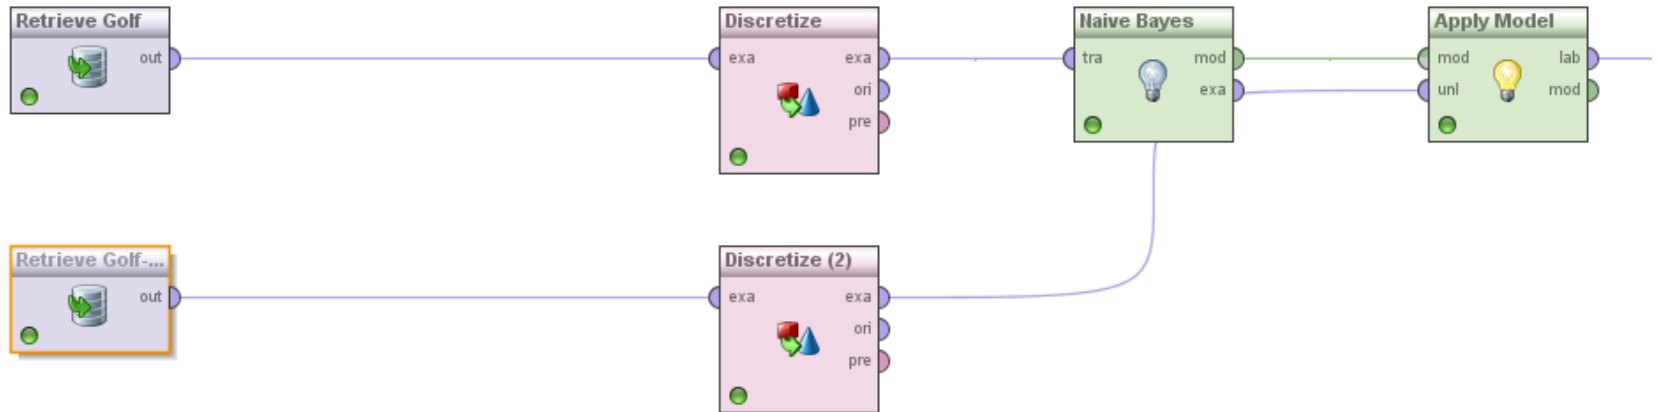 Retrieve Golf
out
Discretize
exa
exa
ori
pre
Naive Bayes
tra
mod
exa
Apply Model
mod
lab
unl
mod
Retrieve Golf-...
out
Discretize (2)
exa
exa
ori
pre